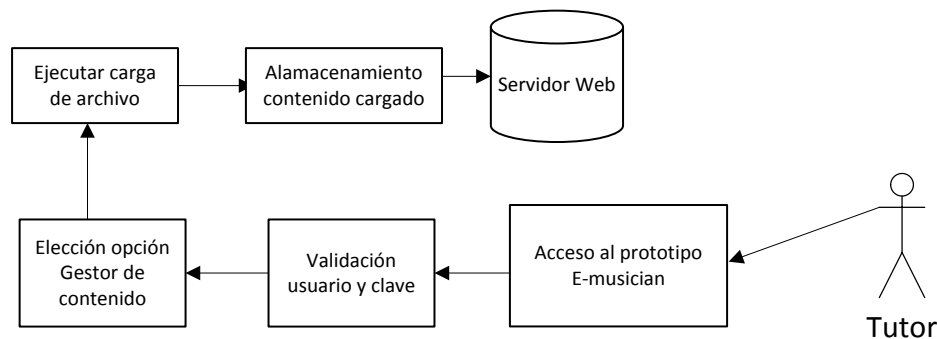 Ejecutar carga
de archivo
Alamacenamiento
contenido cargado
Servidor Web
Elección opción
Gestor de
contenido
Validación
usuario y clave
Acceso al prototipo
E-musician
Tutor